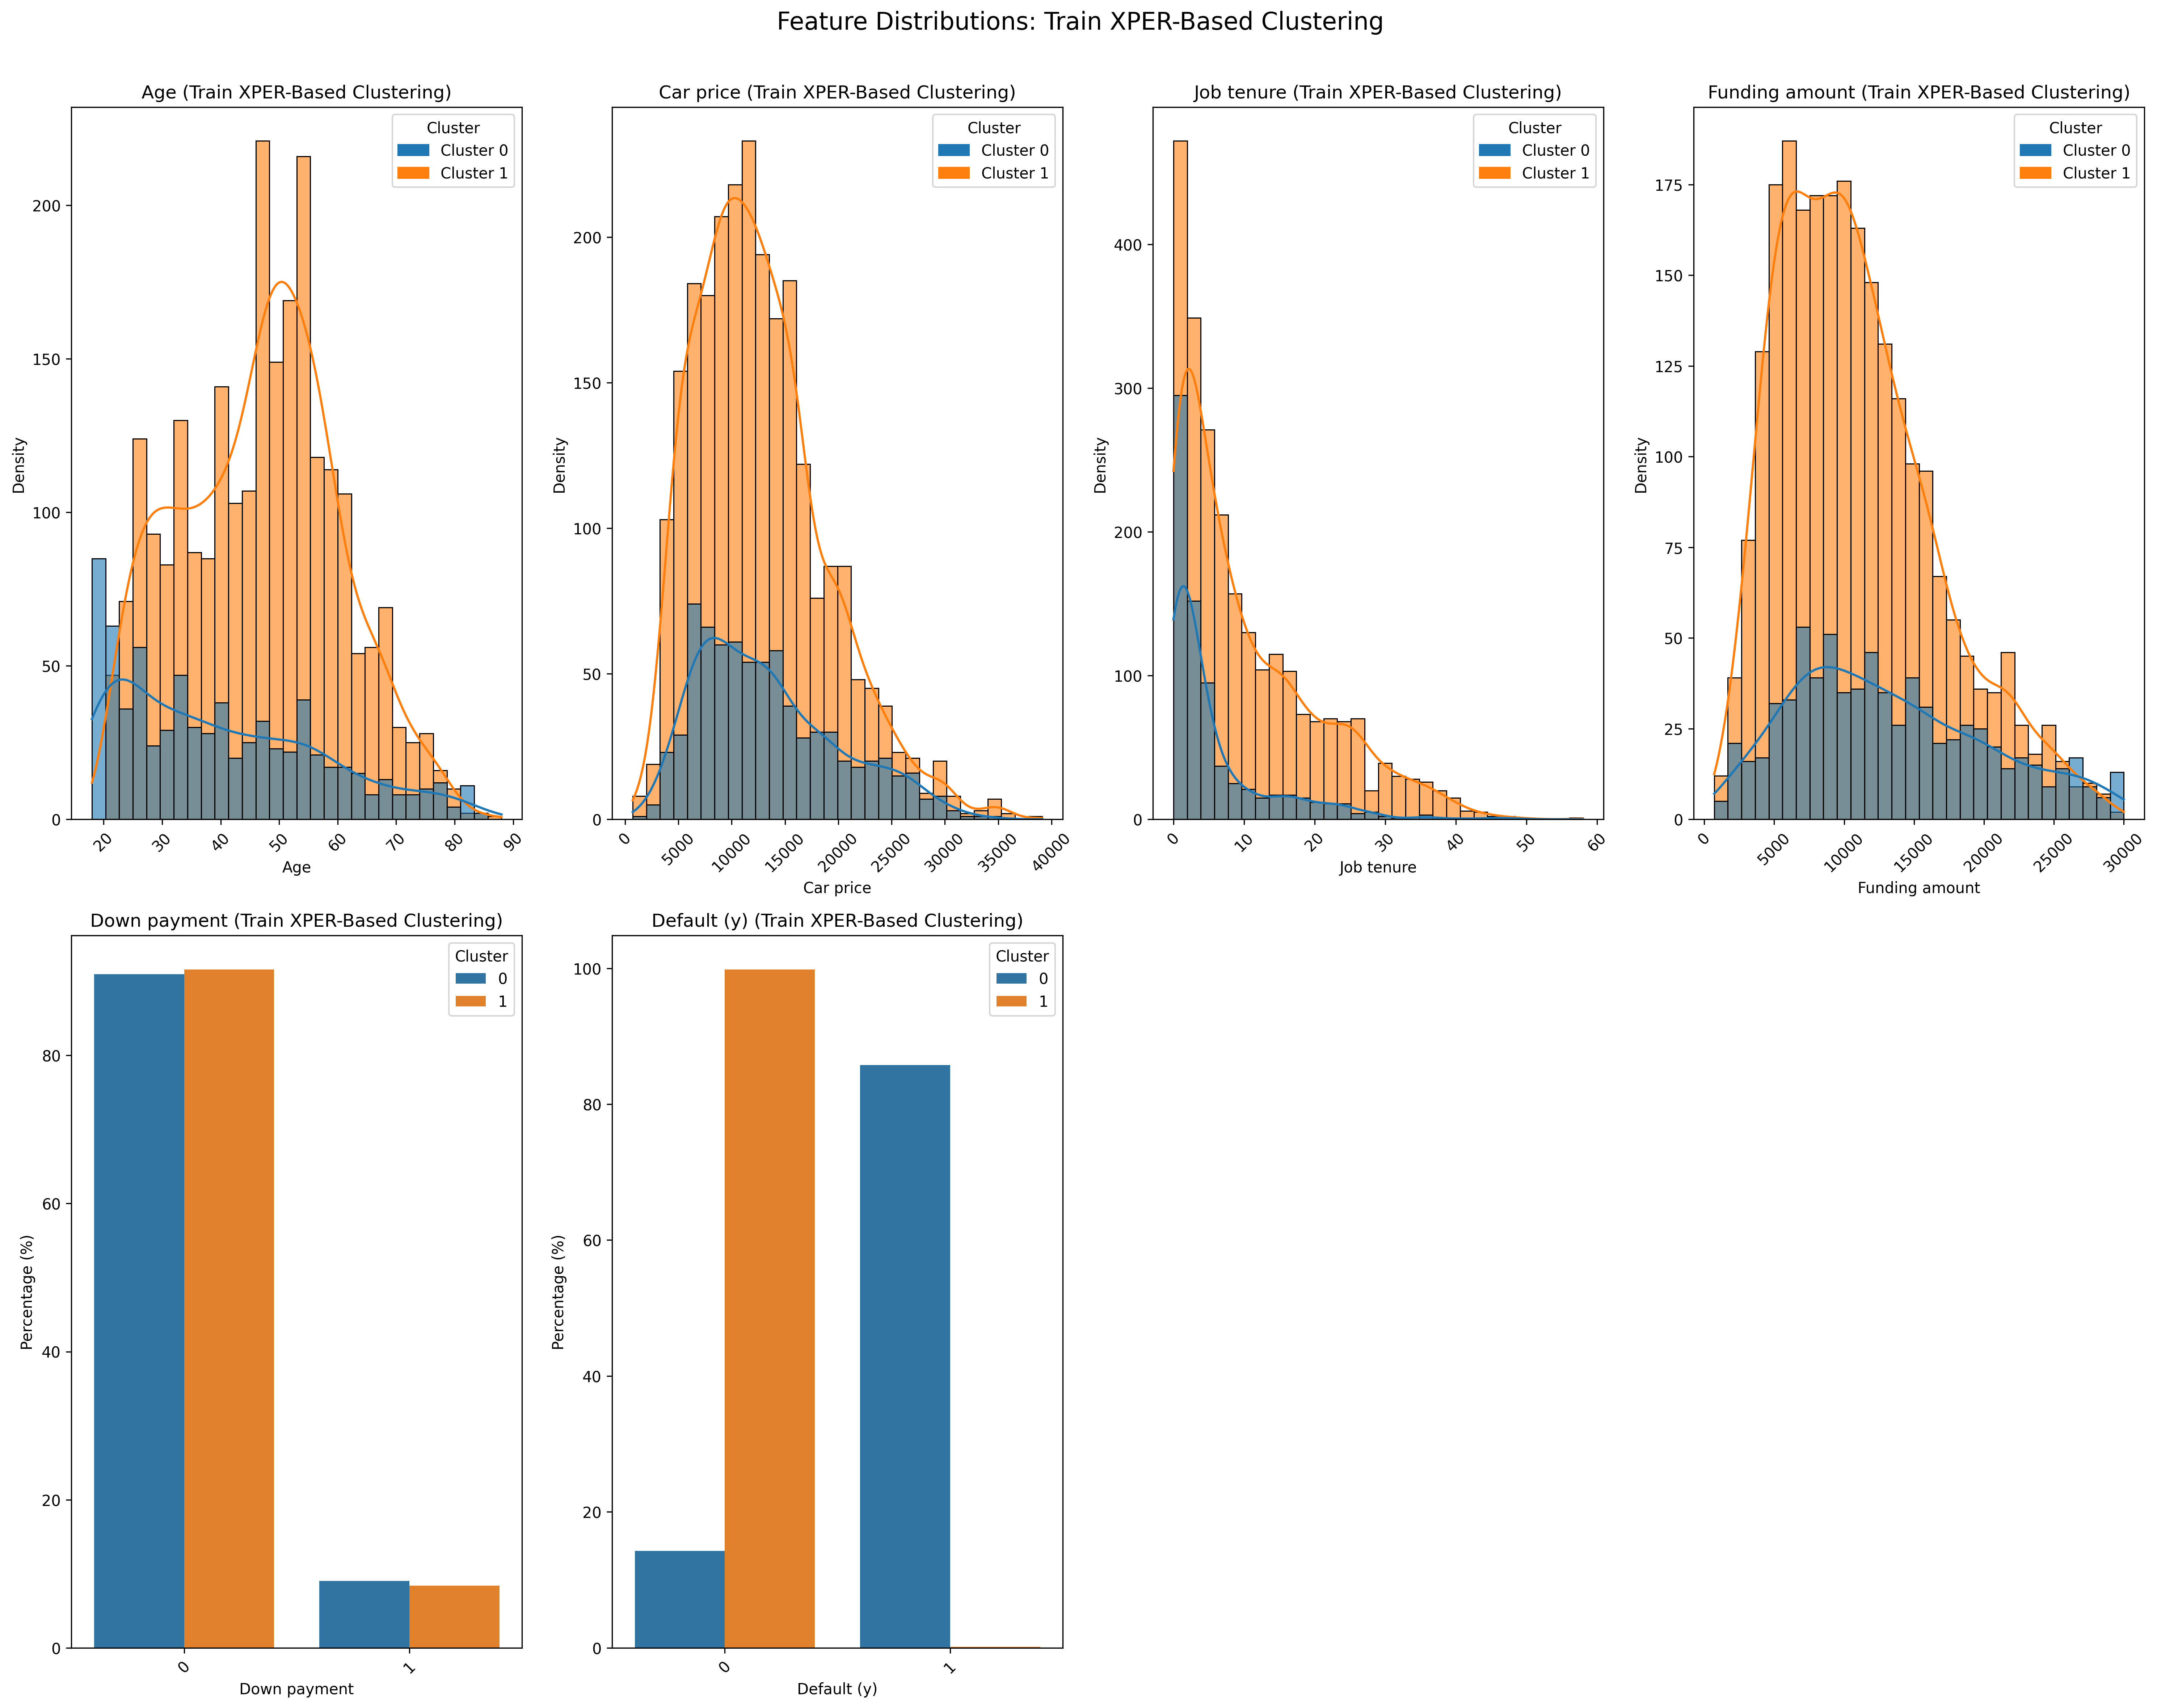 Feature Distributions: Train XPER-Based Clustering
Age (Train XPER-Based Clustering)
Density
200
150
100
50
0
20 30 40 50 60 70 80 90
Age
Cluster
Cluster 0
Cluster 1
Car price (Train XPER-Based Clustering)
Density
200
150
100
50
0
0 5000 10000 15000 20000 25000 30000 35000 40000
Car price
Cluster
Cluster 0
Cluster 1
Job tenure (Train XPER-Based Clustering)
Density
400
300
200
100
0
0 10 20 30 40 50 60
Job tenure
Cluster
Cluster 0
Cluster 1
Funding amount (Train XPER-Based Clustering)
Density
175
150
125
100
75
50
25
0
0 5000 10000 15000 20000 25000 30000
Funding amount
Cluster
Cluster 0
Cluster 1
Down payment (Train XPER-Based Clustering)
Percentage (%)
80
60
40
20
0
0 1
Down payment
Cluster
0
1
Default (y) (Train XPER-Based Clustering)
Percentage (%)
100
80
60
40
20
0
0 1
Default (y)
Cluster
0
1